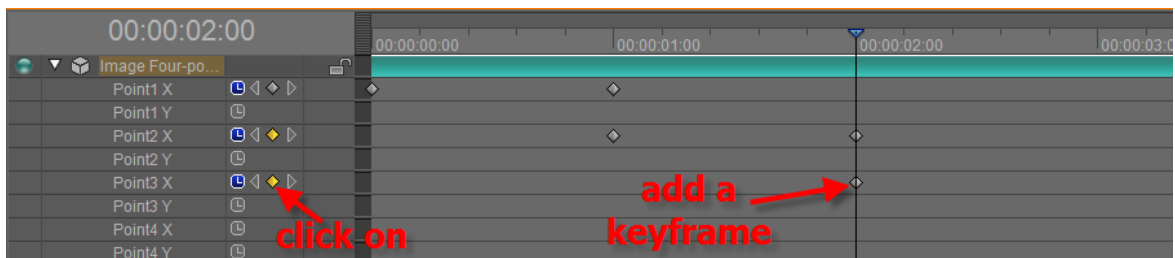 00:00:02:00
00:00:00:00 00:00:01:00 00:00:02:00 00:00:03:0
Image Four-po...
Point1 X
Point1 Y
Point2 X
Point2 Y
Point3 X
add a
Point3 Y
click on
keyframe
Point4 X
Point4 Y